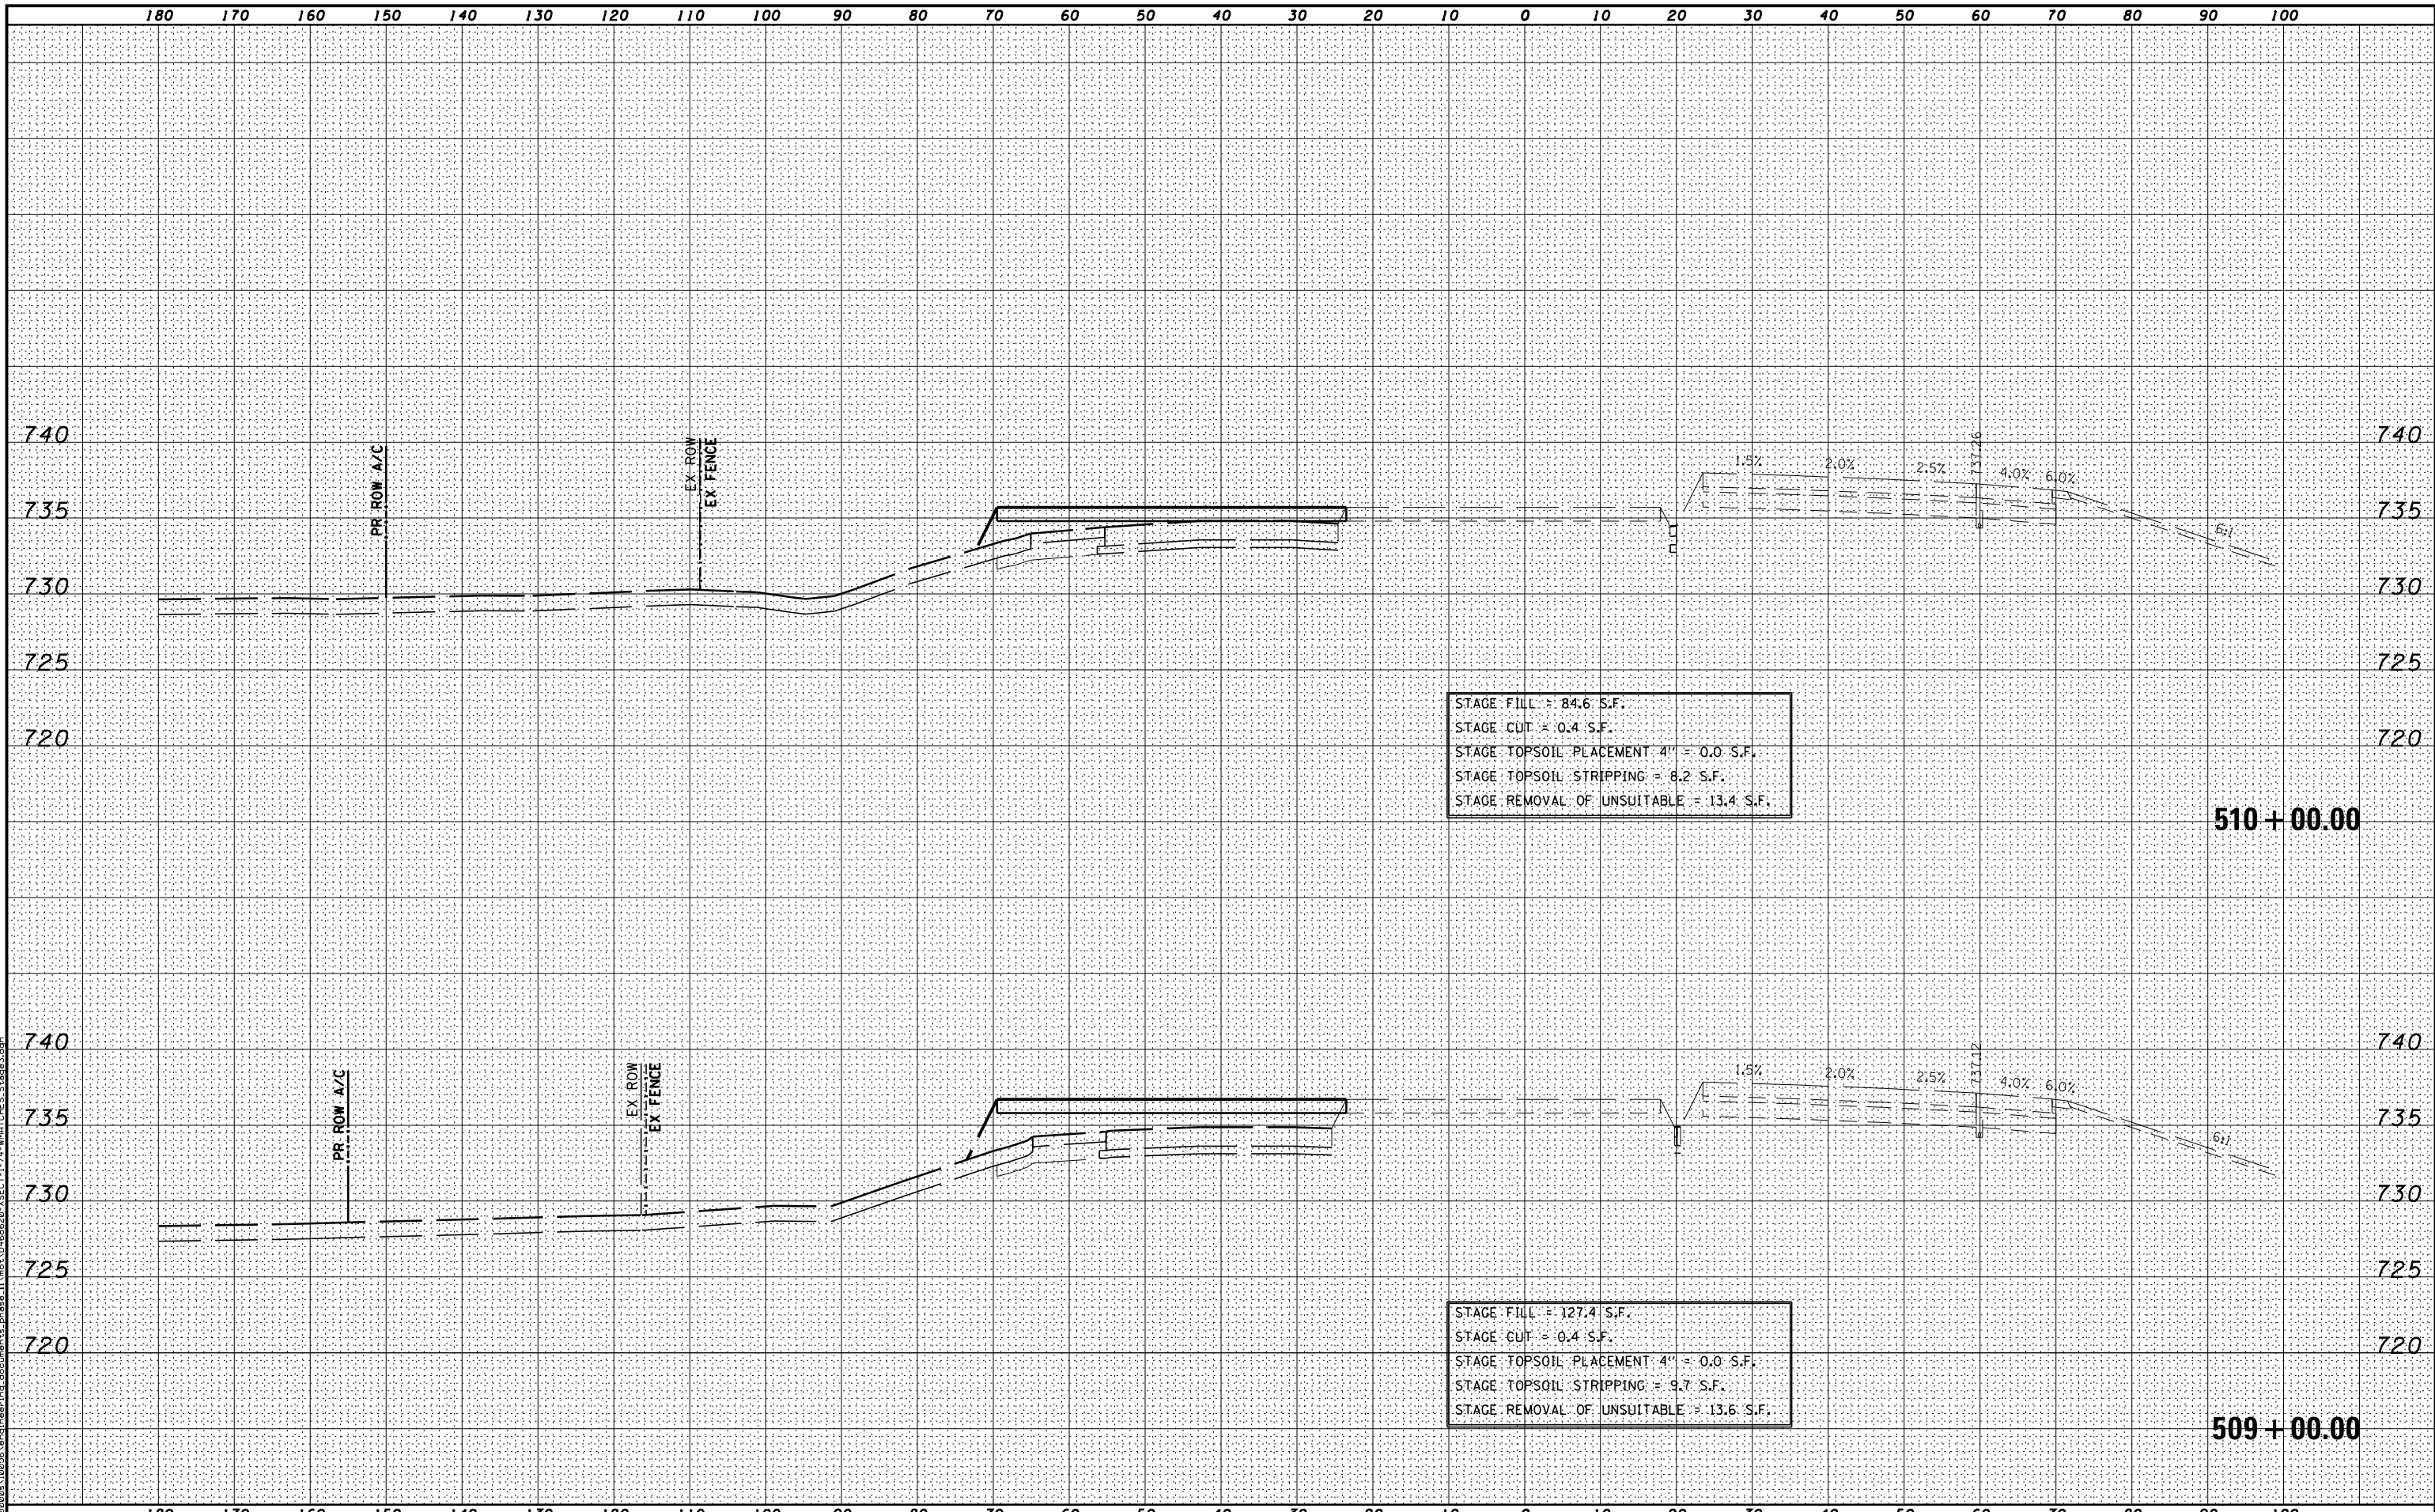 180 170 160 150 140 130 120 110 100 90 80 70 60 50 40 30 20 10 0 10 20 30 40 50 60 70 80 90 100
740
PR ROW A/C
EX ROW
EX FENCE
1.5%
2.0%
2.5%
737.26
4.0%
6.0%
740
735
6:1
735
730
730
725
725
STAGE FILL = 84.6 S.F.
STAGE CUT = 0.4 S.F.
STAGE TOPSOIL PLACEMENT 4" = 0.0 S.F.
STAGE TOPSOIL STRIPPING = 8.2 S.F.
STAGE REMOVAL OF UNSUITABLE = 13.4 S.F.
720
720
510+00.00
740
PR ROW A/C
EX ROW
EX FENCE
1.5%
2.0%
2.5%
737.12
4.0%
6.0%
740
735
6:1
735
730
730
725
725
STAGE FILL = 127.4 S.F.
STAGE CUT = 0.4 S.F.
STAGE TOPSOIL PLACEMENT 4" = 0.0 S.F.
STAGE TOPSOIL STRIPPING = 9.7 S.F.
STAGE REMOVAL OF UNSUITABLE = 13.6 S.F.
720
720
509+00.00